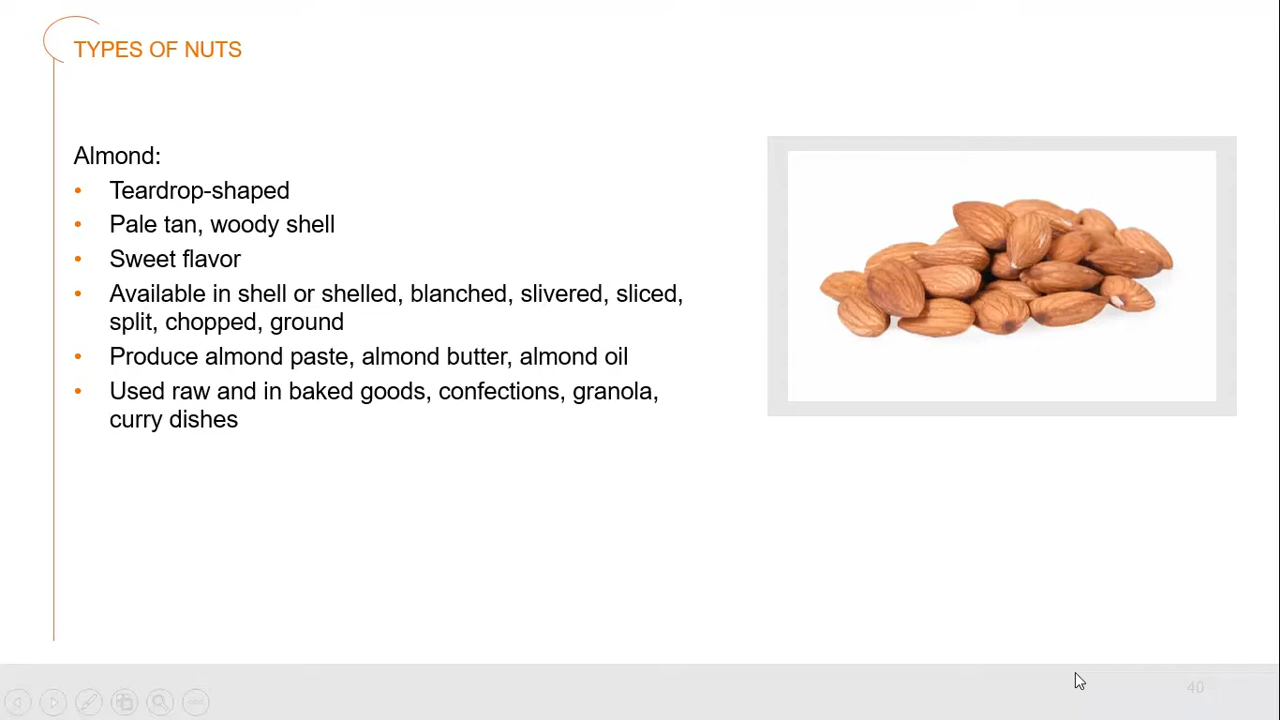 TYPES OF NUTS
Almond:
• Teardrop-shaped
• Pale tan, woody shell
• Sweet flavor
• Available in shell or shelled, blanched, slivered, sliced,
split, chopped, ground
• Produce almond paste, almond butter, almond oil
• Used raw and in baked goods, confections, granola,
curry dishes
40